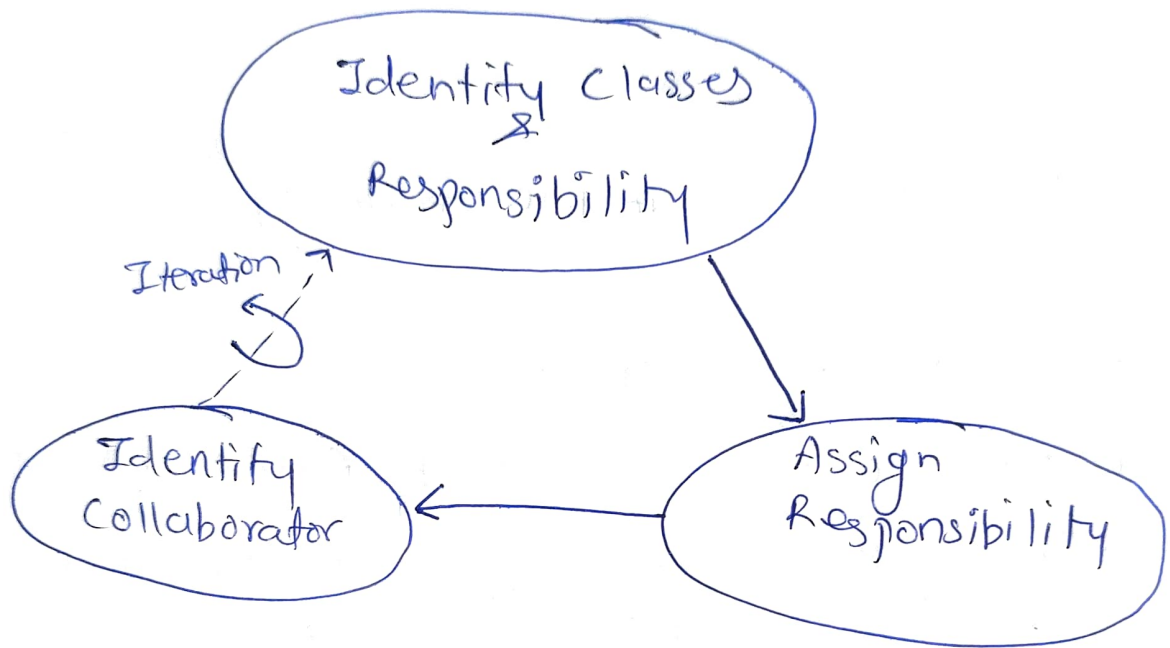 Identify Classes
&
Responsibility
Iteration
Identify
Collaborator
Assign
Responsibility